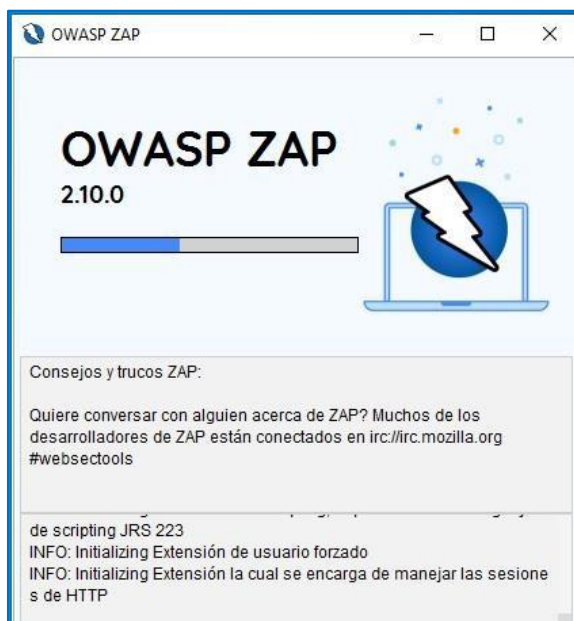 OWASP ZAP
OWASP ZAP
2.10.0
Consejos y trucos ZAP:
Quiere conversar con alguien acerca de ZAP? Muchos de los
desarrolladores de ZAP están conectados en irc://irc.mozilla.org
#websectools
de scripting JRS 223
INFO: Initializing Extensión de usuario forzado
INFO: Initializing Extensión la cual se encarga de manejar las sesione
s de HTTP